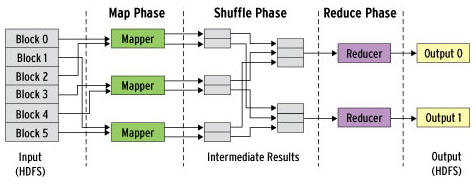 Map Phase
Shuffle Phase
Reduce Phase
Block 0
Block 1
Block 2
Block 3
Block 4
Block 5
Mapper
Mapper
Mapper
Reducer
Reducer
Output 0
Output 1
Input
(HDFS)
Intermediate Results
Output
(HDFS)